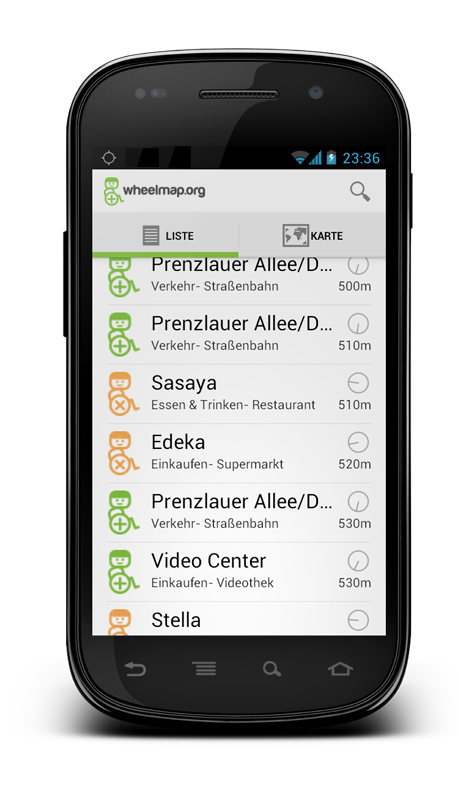 23:36
wheelmap.org
LISTE
KARTE
Prenzlauer Allee/D...
Verkehr- Straßenbahn
500m
Prenzlauer Allee/D...
Verkehr- Straßenbahn
510m
Sasaya
Essen & Trinken- Restaurant
510m
Edeka
Einkaufen- Supermarkt
520m
Prenzlauer Allee/D...
Verkehr- Straßenbahn
530m
Video Center
Einkaufen- Videothek
530m
Stella